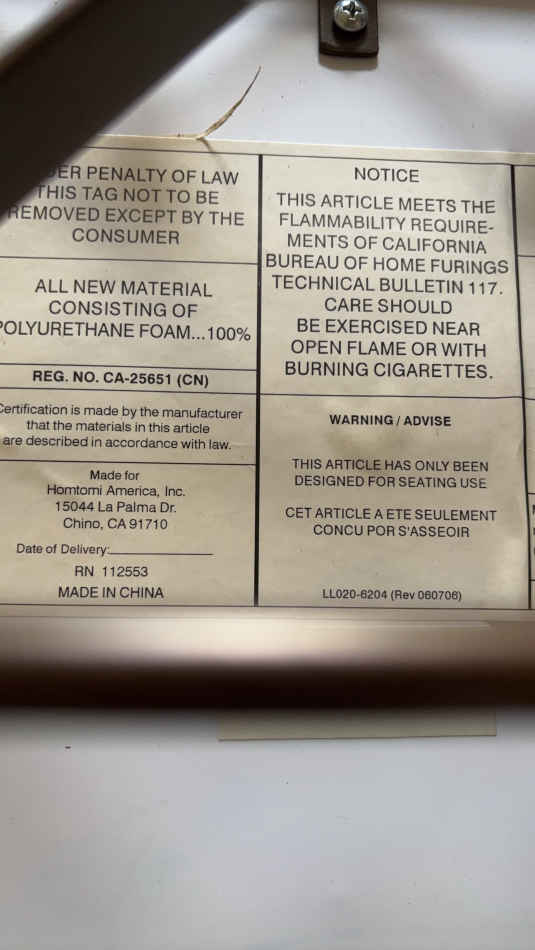 PENALTY OF LAW
THIS TAG NOT TO BE
REMOVED EXCEPT BY THE
CONSUMER
ALL NEW MATERIAL
CONSISTING OF
POLYURETHANE FOAM...100%
REG. NO. CA-25651 (CN)
Certification is made by the manufacturer
that the materials in this article
are described in accordance with law.
Made for
Homtomi America, Inc.
15044 La Palma Dr.
Chino, CA 91710
Date of Delivery:
RN 112553
MADE IN CHINA
NOTICE
THIS ARTICLE MEETS THE
FLAMMABILITY REQUIRE-
MENTS OF CALIFORNIA
BUREAU OF HOME FURINGS
TECHNICAL BULLETIN 117.
CARE SHOULD
BE EXERCISED NEAR
OPEN FLAME OR WITH
BURNING CIGARETTES.
WARNING / ADVISE
THIS ARTICLE HAS ONLY BEEN
DESIGNED FOR SEATING USE
CET ARTICLE A ETE SEULEMENT
CONCU POR S'ASSEOIR
LL020-6204 (Rev 060706)